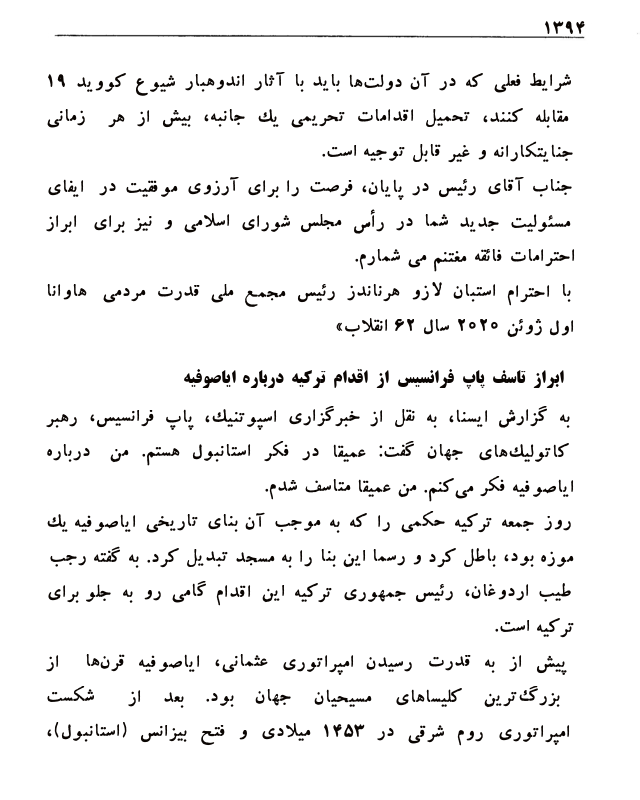 ۱۳۹۴
شرایط فعلی که در آن دولت‌ها باید با آثار اندوهبار شیوع کووید ۱۹
مقابله کنند، تحمیل اقدامات تحریمی یك جانبه، بیش از هر زمانی
جنایتکارانه و غیر قابل توجیه است.
جناب آقای رئیس در پایان، فرصت را برای آرزوی موفقیت در ایفای
مسئولیت جدید شما در رأس مجلس شورای اسلامی و نیز برای ابراز
احترامات فائقه مغتنم می شمارم.
با احترام استبان لازو هرناندز رئیس مجمع ملی قدرت مردمی هاوانا
اول ژوئن ۲۰۲۰ سال ۶۲ انقلاب»
ابراز تاسف پاپ فرانسیس از اقدام ترکیه درباره ایاصوفیه
به گزارش ایسنا، به نقل از خبرگزاری اسپوتنیك، پاپ فرانسیس، رهبر
کاتولیك‌های جهان گفت: عمیقا در فکر استانبول هستم. من درباره
ایاصوفیه فکر می‌کنم. من عمیقا متاسف شدم.
روز جمعه ترکیه حکمی را که به موجب آن بنای تاریخی ایاصوفیه یك
موزه بود، باطل کرد و رسما این بنا را به مسجد تبدیل کرد. به گفته رجب
طیب اردوغان، رئیس جمهوری ترکیه این اقدام گامی رو به جلو برای
ترکیه است.
پیش از به قدرت رسیدن امپراتوری عثمانی، ایاصوفیه قرن‌ها از
بزرگ‌ترین کلیساهای مسیحیان جهان بود. بعد از شکست
امپراتوری روم شرقی در ۱۴۵۳ میلادی و فتح بیزانس (استانبول)،